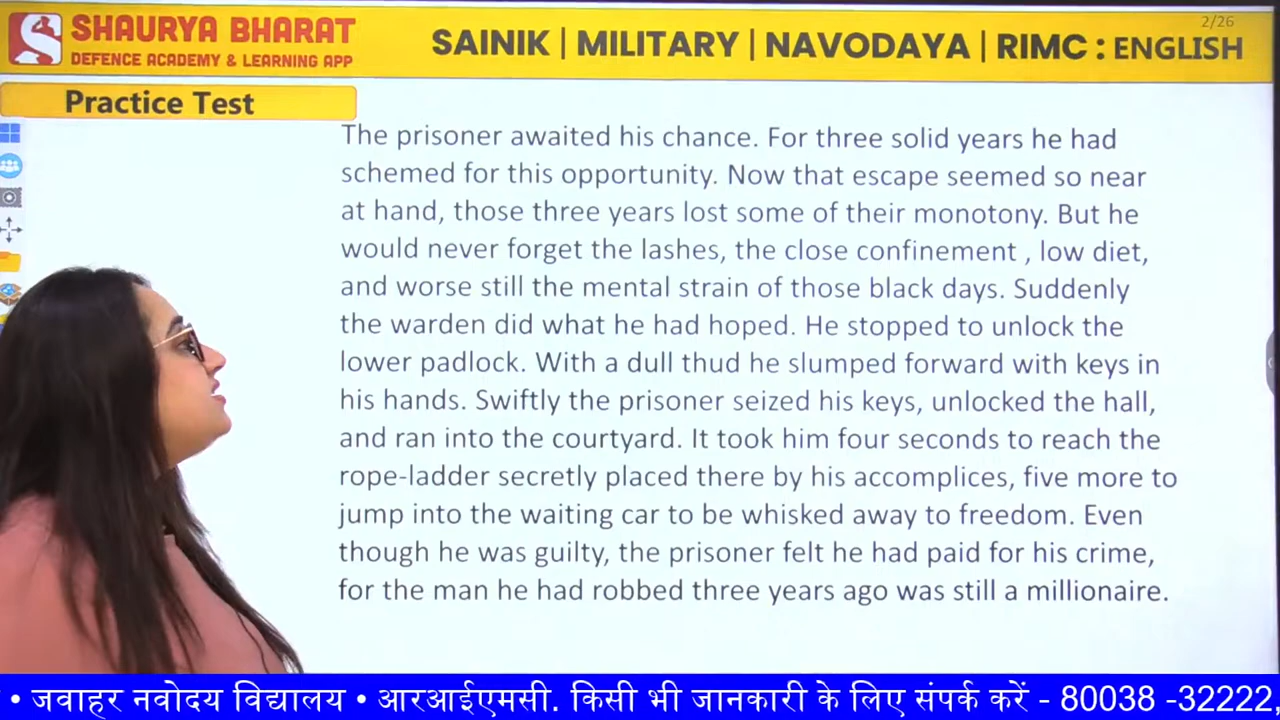 SHAURYA BHARAT
DEFENCE ACADEMY & LEARNING APP
SAINIK | MILITARY | NAVODAYA | RIMC : ENGLISH
2/26
Practice Test
The prisoner awaited his chance. For three solid years he had
schemed for this opportunity. Now that escape seemed so near
at hand, those three years lost some of their monotony. But he
would never forget the lashes, the close confinement , low diet,
and worse still the mental strain of those black days. Suddenly
the warden did what he had hoped. He stopped to unlock the
lower padlock. With a dull thud he slumped forward with keys in
his hands. Swiftly the prisoner seized his keys, unlocked the hall,
and ran into the courtyard. It took him four seconds to reach the
rope-ladder secretly placed there by his accomplices, five more to
jump into the waiting car to be whisked away to freedom. Even
though he was guilty, the prisoner felt he had paid for his crime,
for the man he had robbed three years ago was still a millionaire.
• जवाहर नवोदय विद्यालय • आरआईएमसी. किसी भी जानकारी के लिए संपर्क करें - 80038 -32222,